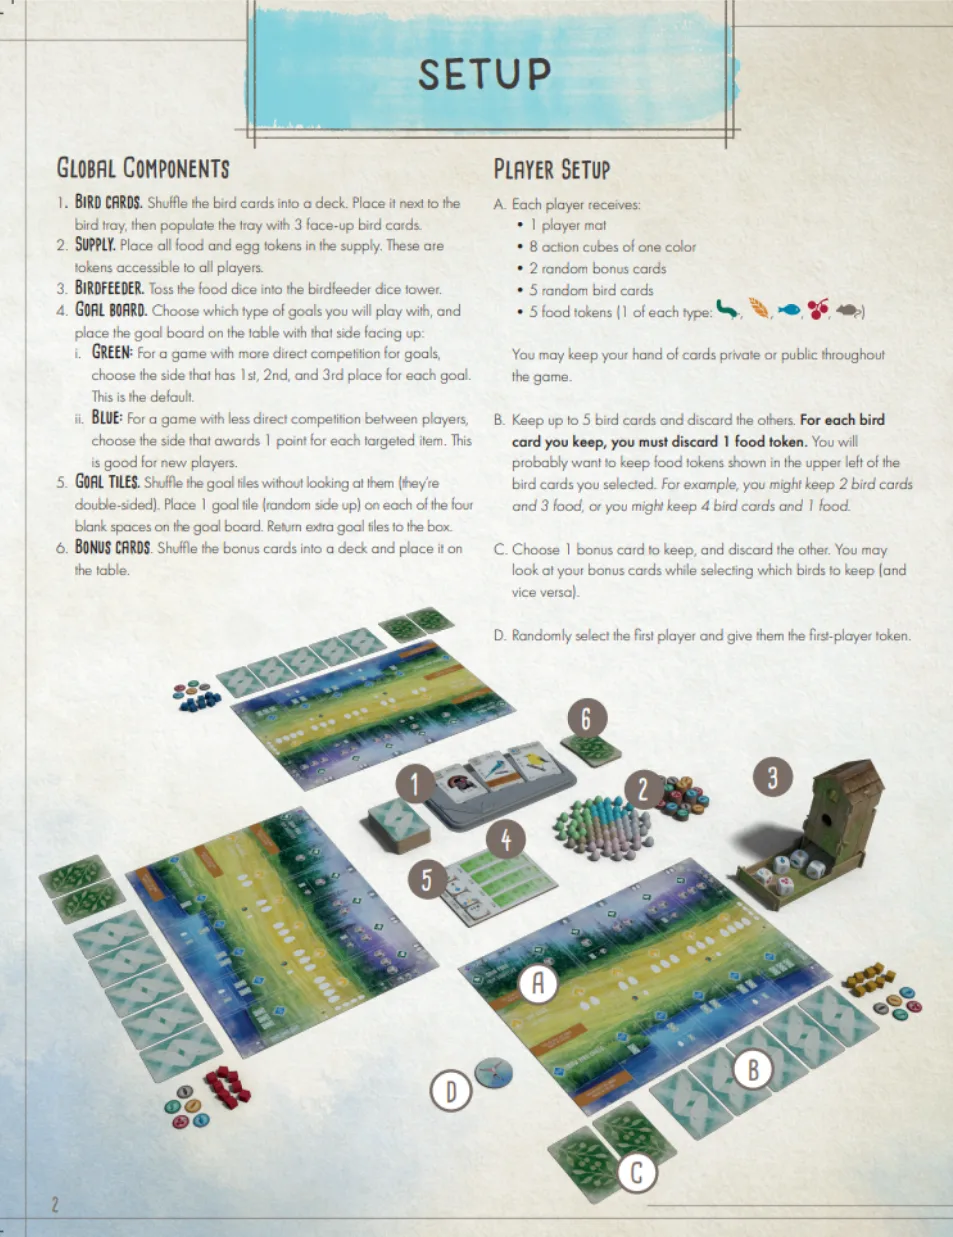 SETUP
GLOBAL COMPONENTS
1. BIRD CARDS. Shuffle the bird cards into a deck. Place it next to the
bird tray, then populate the tray with 3 face-up bird cards.
2. SUPPLY. Place all food and egg tokens in the supply. These are
tokens accessible to all players.
3. BIRDFEEDER. Toss the food dice into the birdfeeder dice tower.
4. GOAL BOARD. Choose which type of goals you will play with, and
place the goal board on the table with that side facing up:
i. GREEN: For a game with more direct competition for goals,
choose the side that has 1st, 2nd, and 3rd place for each goal.
This is the default.
ii. BLUE: For a game with less direct competition between players,
choose the side that awards 1 point for each targeted item. This
is good for new players.
5. GOAL TILES. Shuffle the goal tiles without looking at them (they're
double-sided). Place 1 goal tile (random side up) on each of the four
blank spaces on the goal board. Return extra goal tiles to the box.
6. BONUS CARDS. Shuffle the bonus cards into a deck and place it on
the table.
PLAYER SETUP
A. Each player receives:
• 1 player mat
• 8 action cubes of one color
• 2 random bonus cards
• 5 random bird cards
• 5 food tokens (1 of each type: , , , , )
You may keep your hand of cards private or public throughout
the game.
B. Keep up to 5 bird cards and discard the others. For each bird
card you keep, you must discard 1 food token. You will
probably want to keep food tokens shown in the upper left of the
bird cards you selected. For example, you might keep 2 bird cards
and 3 food, or you might keep 4 bird cards and 1 food.
C. Choose 1 bonus card to keep, and discard the other. You may
look at your bonus cards while selecting which birds to keep (and
vice versa).
D. Randomly select the first player and give them the first-player token.
6
1
2
3
4
5
A
B
D
C
2